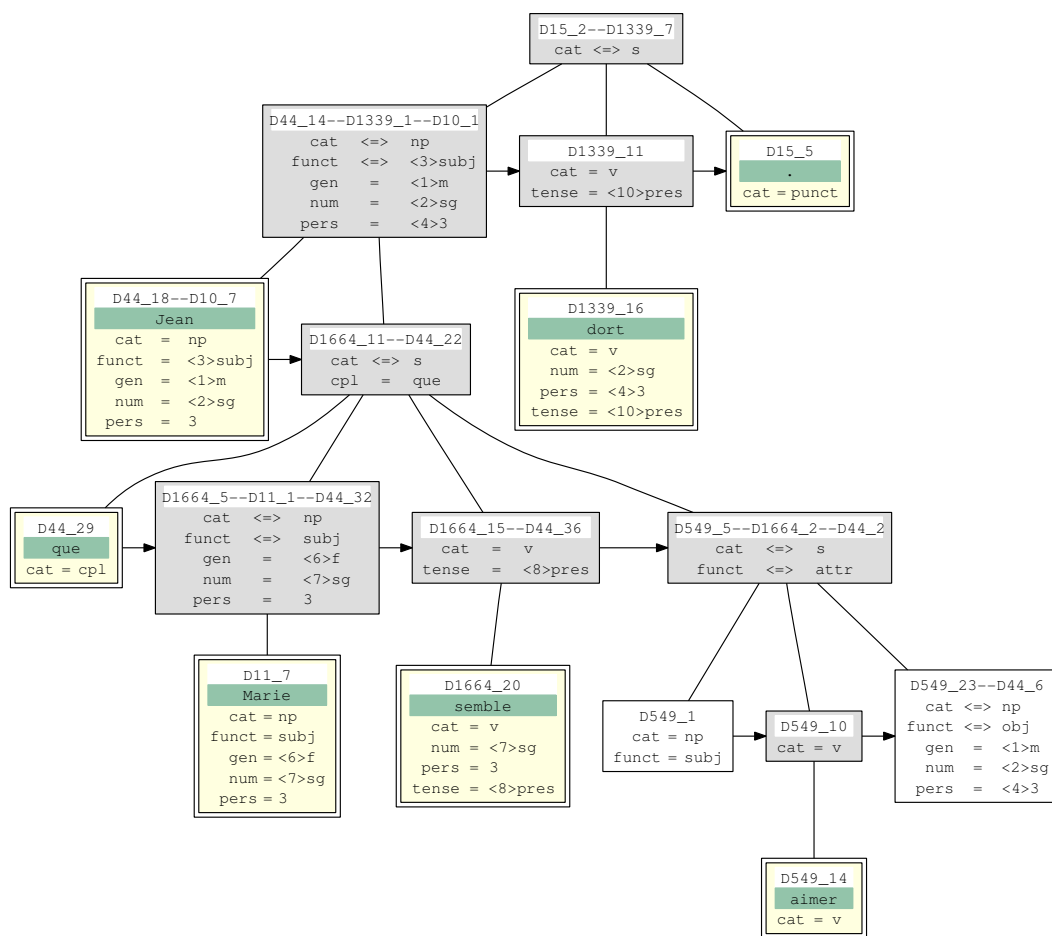 D15_2--D1339_7
cat <=> s
D44_14--D1339_1--D10_1
cat <=> np
funct <=> <3>subj
gen = <1>m
num = <2>sg
pers = <4>3
D1339_11
cat = v
tense = <10>pres
D15_5
.
cat = punct
D44_18--D10_7
Jean
cat = np
funct = <3>subj
gen = <1>m
num = <2>sg
pers = 3
D1664_11--D44_22
cat <=> s
cpl = que
D1339_16
dort
cat = v
num = <2>sg
pers = <4>3
tense = <10>pres
D44_29
que
cat = cpl
D1664_5--D11_1--D44_32
cat <=> np
funct <=> subj
gen = <6>f
num = <7>sg
pers = 3
D1664_15--D44_36
cat = v
tense = <8>pres
D549_5--D1664_2--D44_2
cat <=> s
funct <=> attr
D11_7
Marie
cat = np
funct = subj
gen = <6>f
num = <7>sg
pers = 3
D1664_20
semble
cat = v
num = <7>sg
pers = 3
tense = <8>pres
D549_1
cat = np
funct = subj
D549_10
cat = v
D549_23--D44_6
cat <=> np
funct <=> obj
gen = <1>m
num = <2>sg
pers = <4>3
D549_14
aimer
cat = v